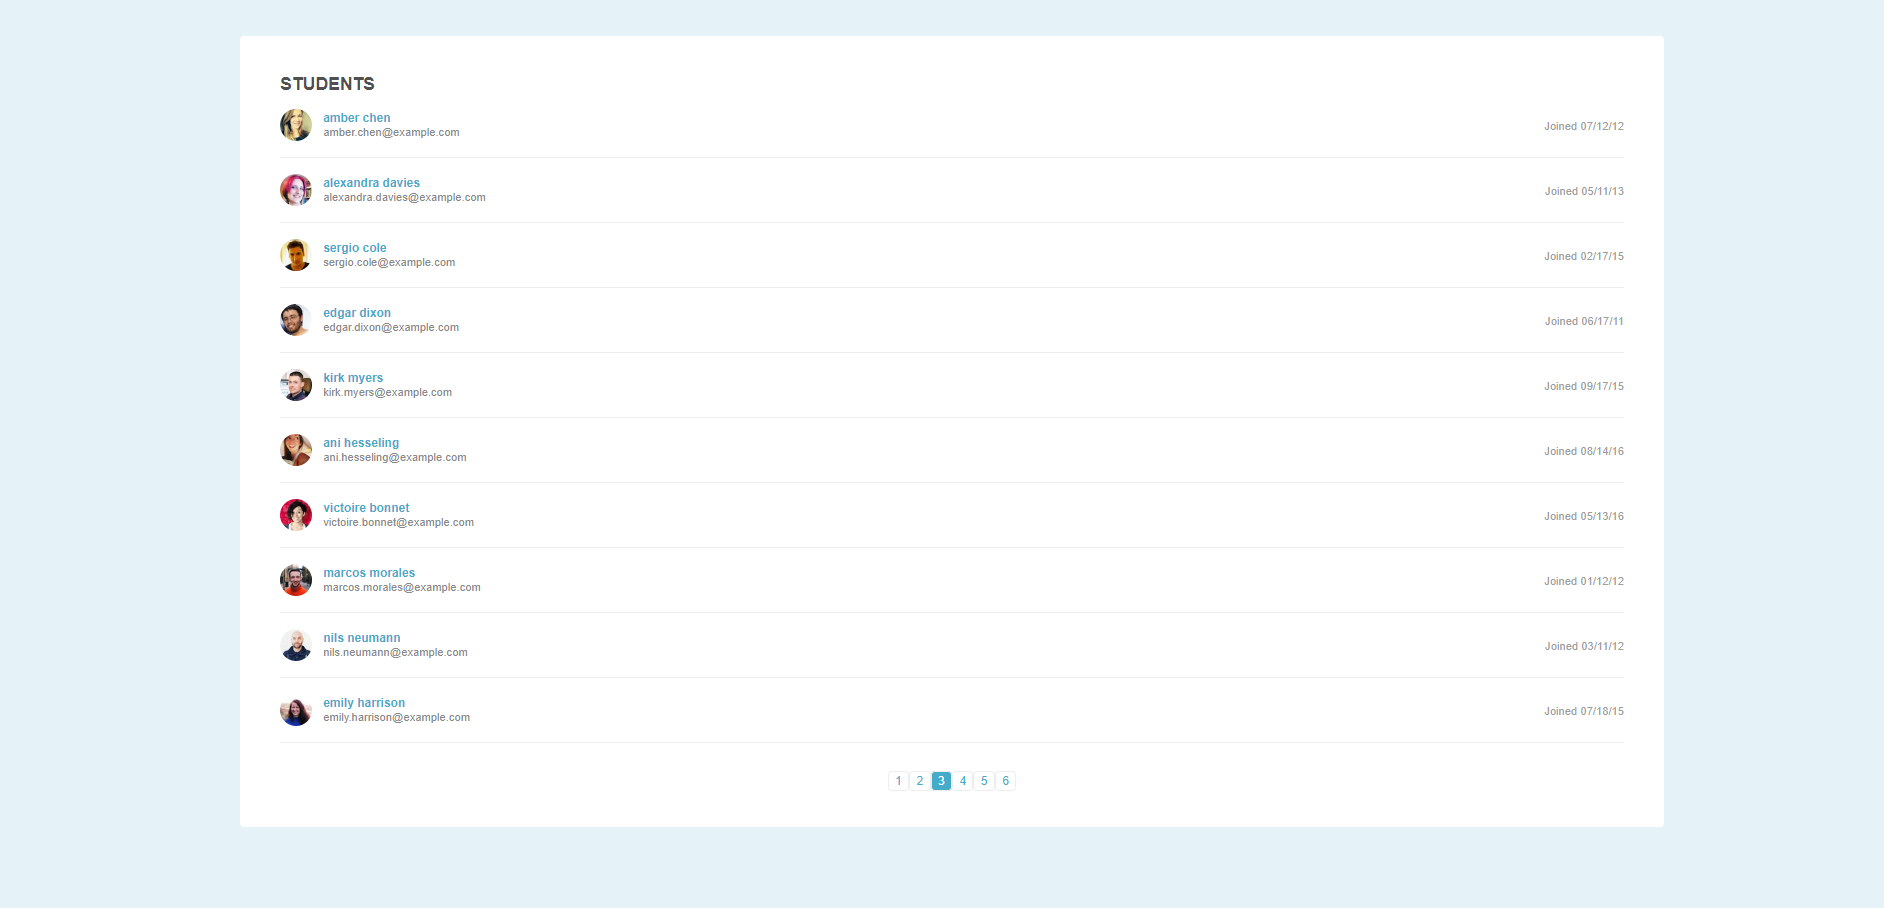 STUDENTS
amber chen
amber.chen@example.com
Joined 07/12/12
alexandra davies
alexandra.davies@example.com
Joined 05/11/13
sergio cole
sergio.cole@example.com
Joined 02/17/15
edgar dixon
edgar.dixon@example.com
Joined 06/17/11
kirk myers
kirk.myers@example.com
Joined 09/17/15
ani hesseling
ani.hesseling@example.com
Joined 08/14/16
victoire bonnet
victoire.bonnet@example.com
Joined 05/13/16
marcos morales
marcos.morales@example.com
Joined 01/12/12
nils neumann
nils.neumann@example.com
Joined 03/11/12
emily harrison
emily.harrison@example.com
Joined 07/18/15
1 2 3 4 5 6